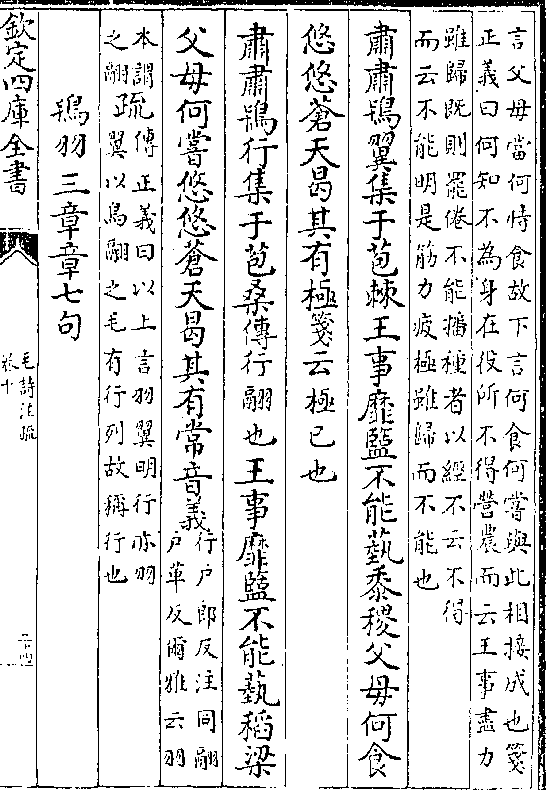 言父母當何恃食故下言何食何嘗與此相接成也箋
正義曰何知不為身在役所不得營農而云王事盡力
雖歸既則罷倦不能播種者以經不云不得
而云不能明是筋力疲極雖歸而不能也
肅肅鴇翼集于苞棘王事靡盬不能蓺黍稷父母何食
悠悠蒼天曷其有極箋云極已也
肅肅鴇行集于苞桑傳行翮也王事靡盬不能蓺稻梁
父母何嘗悠悠蒼天曷其有常音義
行户郎反注同翮
户革反爾雅云羽
本謂
之翮
疏
傳正義曰以上言羽翼明行亦羽
翼以鳥翮之毛有行列故稱行也
鴇羽三章章七句
欽定四庫全書
毛詩注疏
卷十
二十四